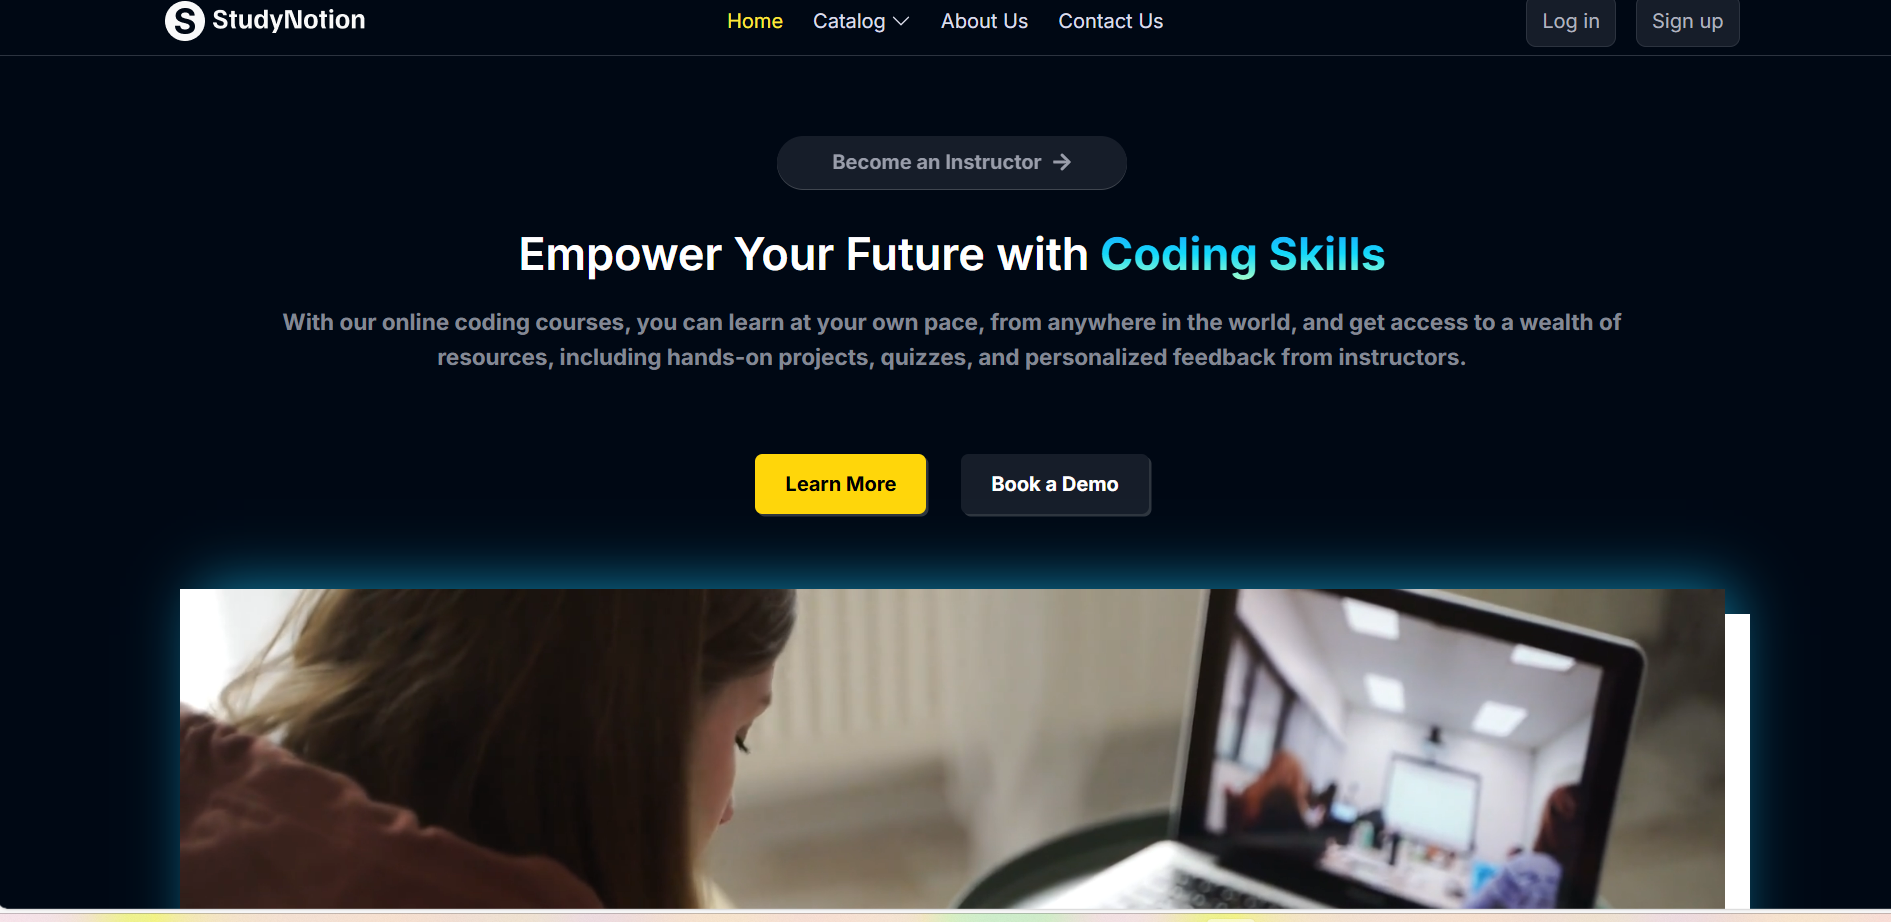 StudyNotion
Home Catalog About Us Contact Us
Log in Sign up
Become an Instructor →
Empower Your Future with Coding Skills
With our online coding courses, you can learn at your own pace, from anywhere in the world, and get access to a wealth of
resources, including hands-on projects, quizzes, and personalized feedback from instructors.
Learn More Book a Demo